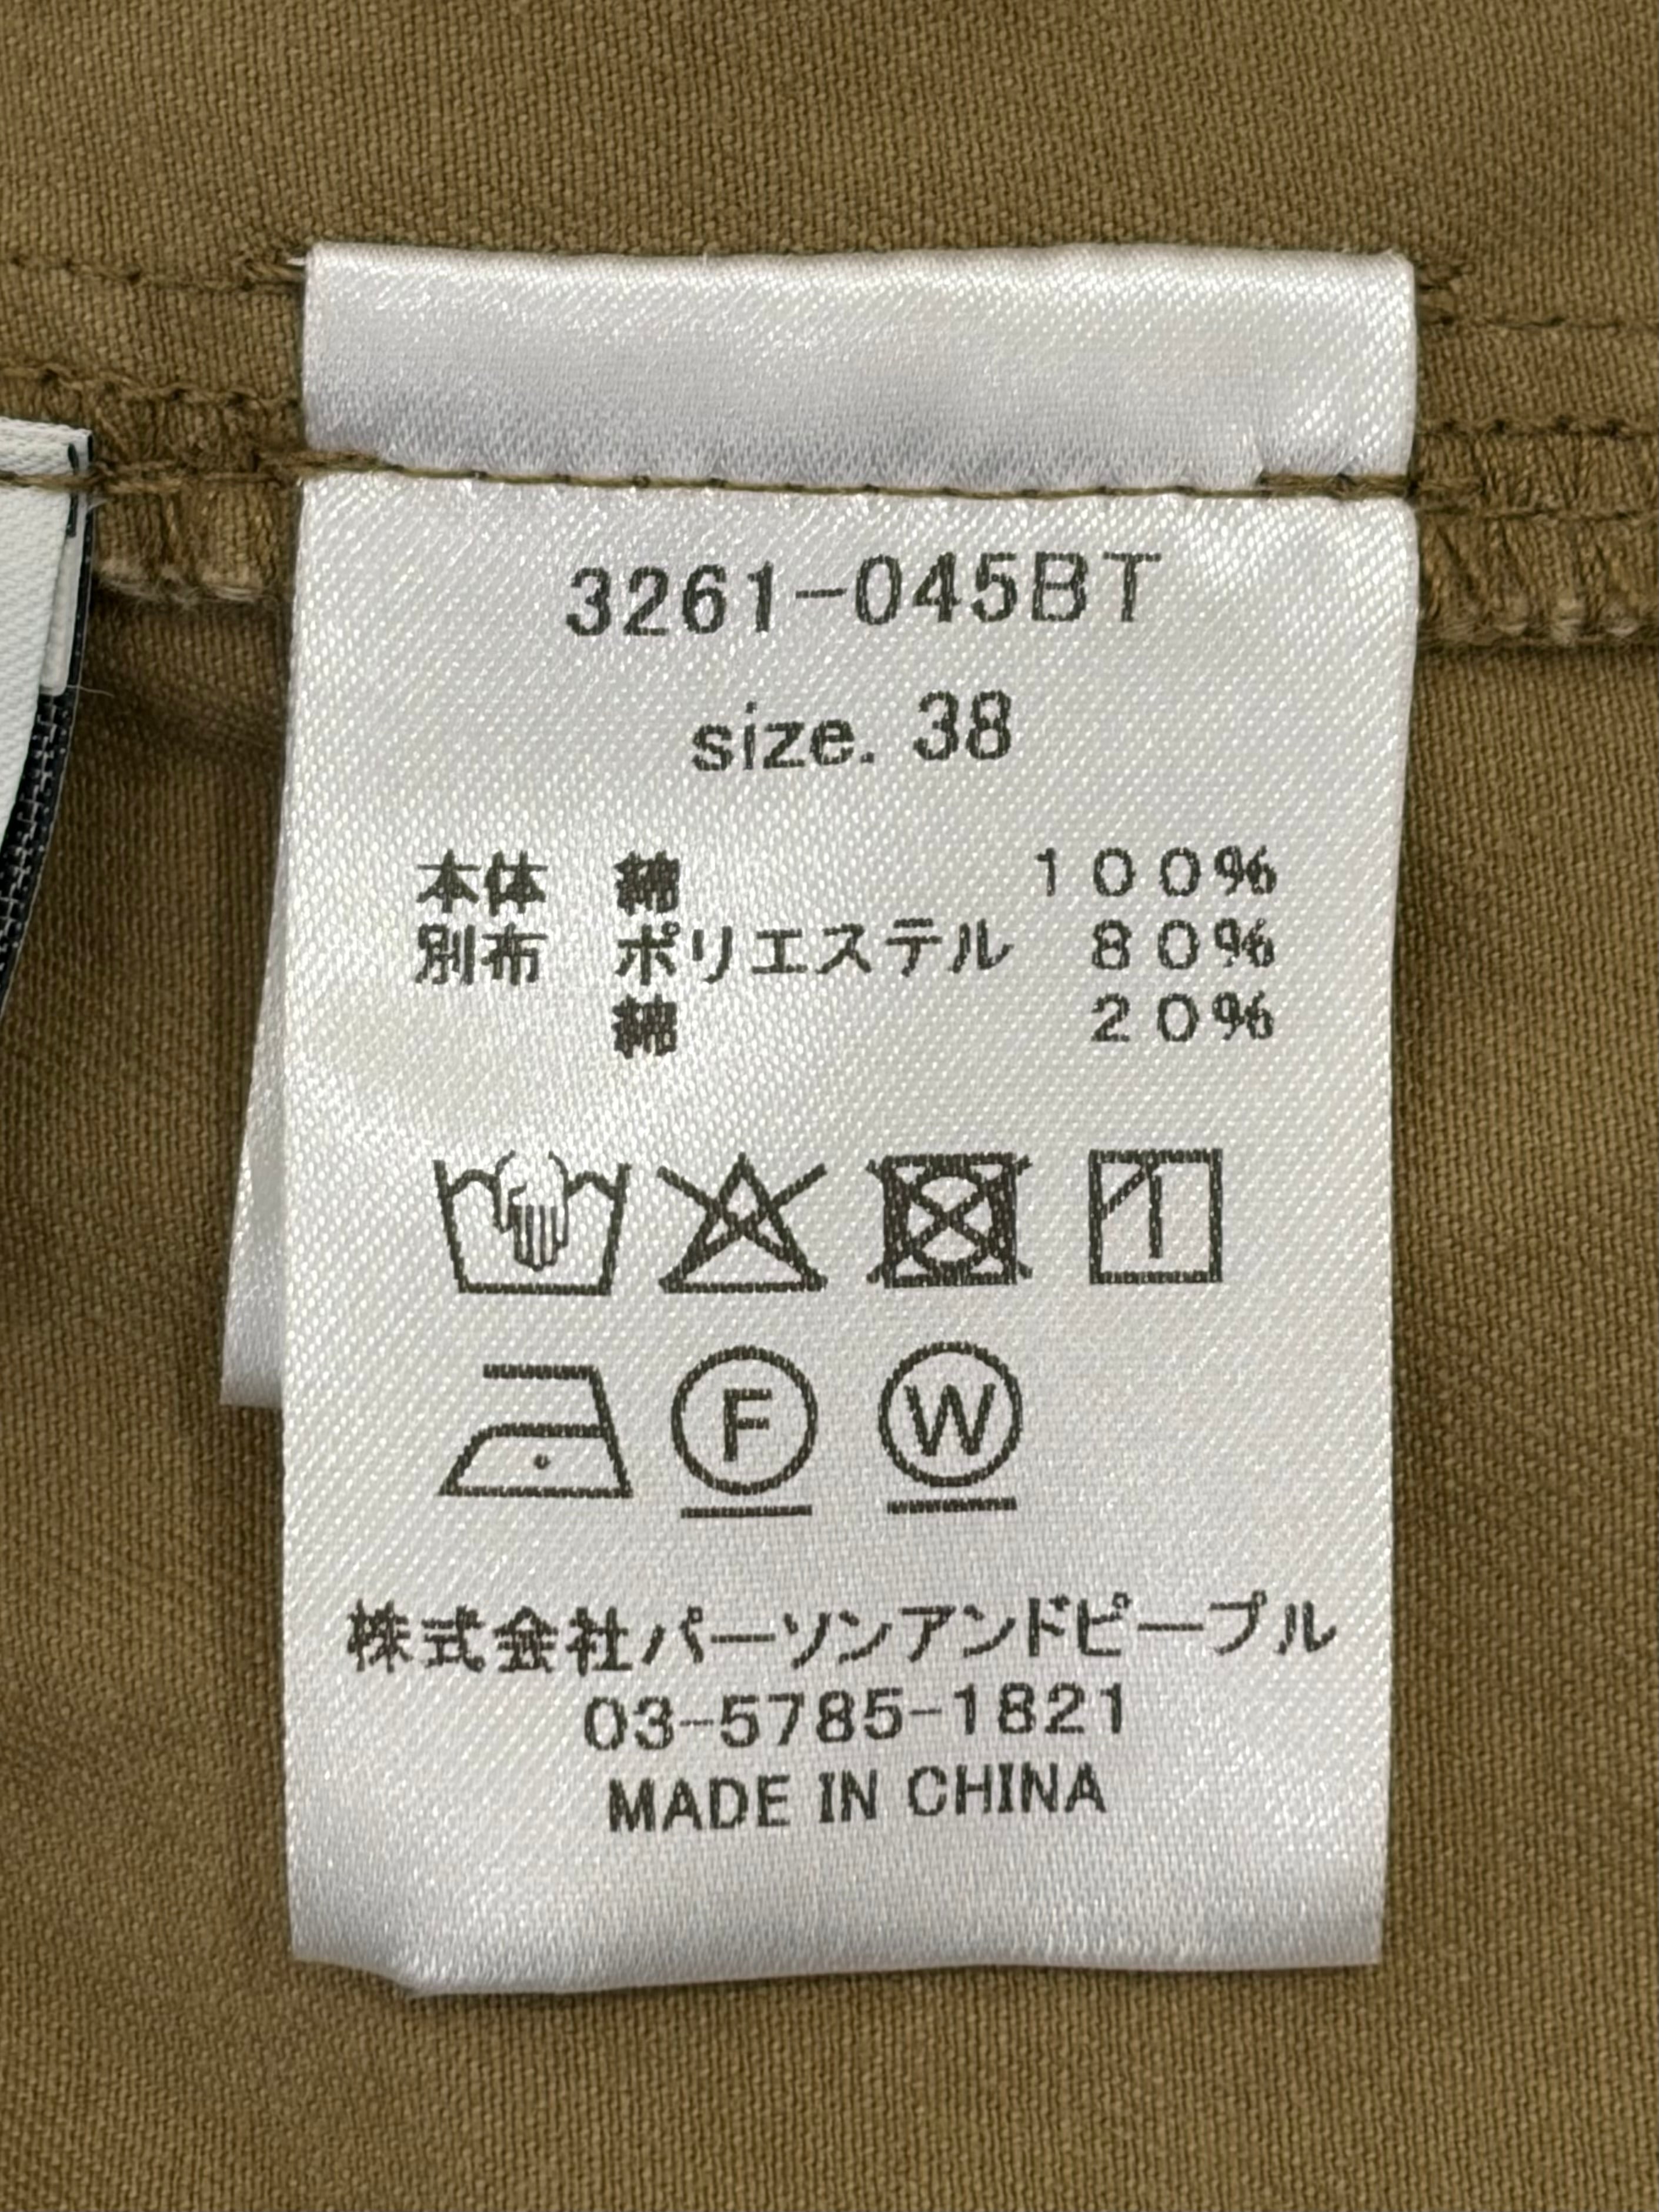 3261-045BT
size. 38
本体 綿 100%
別布 ポリエステル 80%
綿 20%
F W
株式会社パーソンアンドピープル
03-5785-1821
MADE IN CHINA